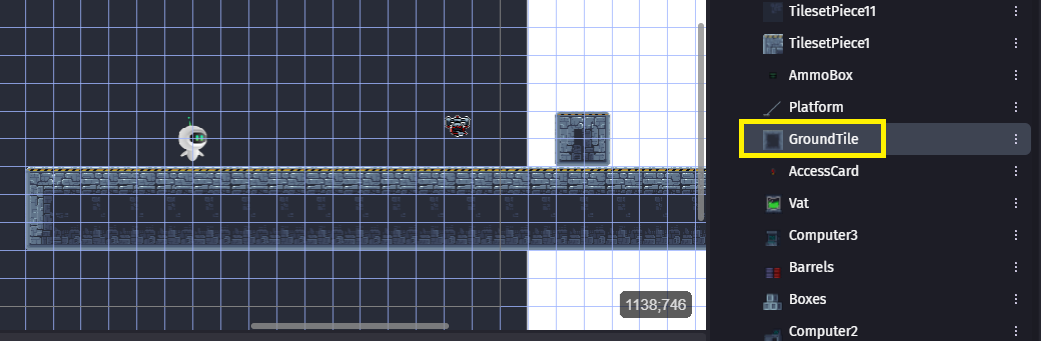 TilesetPiece11
TilesetPiece1
AmmoBox
Platform
GroundTile
AccessCard
Vat
Computer3
Barrels
Boxes
Computer2
1138;746